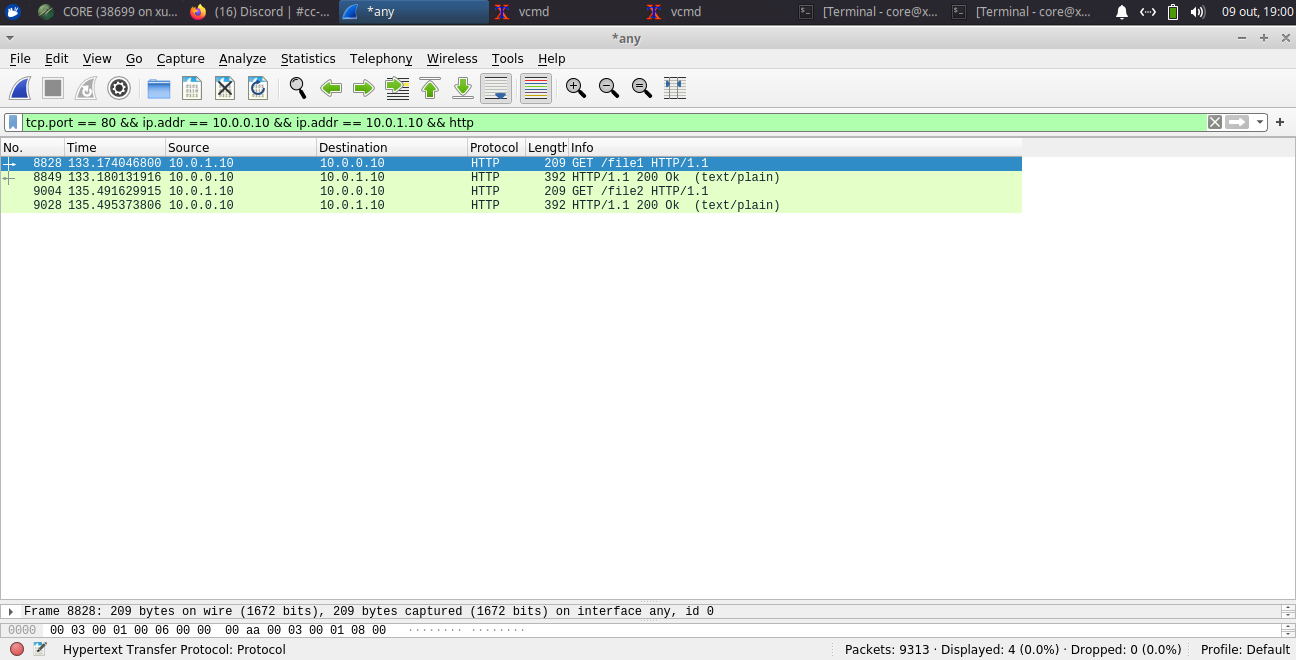 CORE (38699 on xu... (16) Discord | #cc-... *any vcmd vcmd [Terminal - core@x... [Terminal - core@x... 09 out, 19:00
*any
File Edit View Go Capture Analyze Statistics Telephony Wireless Tools Help
tcp.port == 80 && ip.addr == 10.0.0.10 && ip.addr == 10.0.1.10 && http
No. Time Source Destination Protocol Length Info
8828 133.174046800 10.0.1.10 10.0.0.10 HTTP 209 GET /file1 HTTP/1.1
8849 133.180131916 10.0.0.10 10.0.1.10 HTTP 392 HTTP/1.1 200 Ok (text/plain)
9004 135.491629915 10.0.1.10 10.0.0.10 HTTP 209 GET /file2 HTTP/1.1
9028 135.495373806 10.0.0.10 10.0.1.10 HTTP 392 HTTP/1.1 200 Ok (text/plain)
Frame 8828: 209 bytes on wire (1672 bits), 209 bytes captured (1672 bits) on interface any, id 0
0000 00 03 00 01 00 06 00 00 00 aa 00 03 00 01 08 00 ········ ········
Hypertext Transfer Protocol: Protocol Packets: 9313 · Displayed: 4 (0.0%) · Dropped: 0 (0.0%) Profile: Default